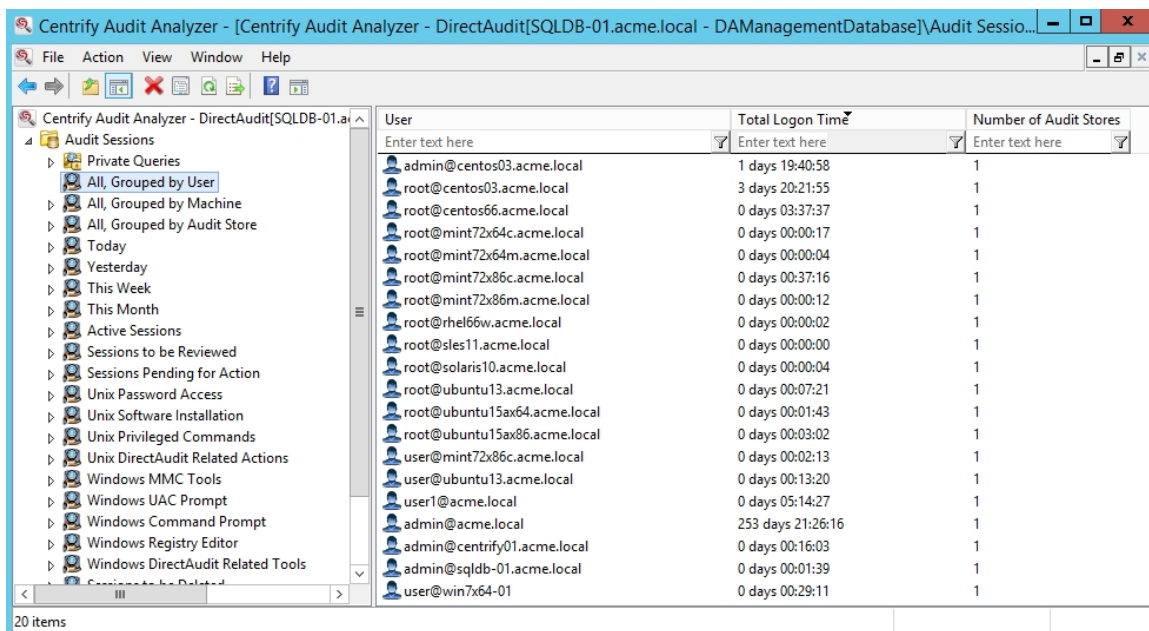 Centrify Audit Analyzer - [Centrify Audit Analyzer - DirectAudit[SQLDB-01.acme.local - DAManagementDatabase]\Audit Sessio...
File Action View Window Help
Centrify Audit Analyzer - DirectAudit[SQLDB-01.a
Audit Sessions
Private Queries
All, Grouped by User
All, Grouped by Machine
All, Grouped by Audit Store
Today
Yesterday
This Week
This Month
Active Sessions
Sessions to be Reviewed
Sessions Pending for Action
Unix Password Access
Unix Software Installation
Unix Privileged Commands
Unix DirectAudit Related Actions
Windows MMC Tools
Windows UAC Prompt
Windows Command Prompt
Windows Registry Editor
Windows DirectAudit Related Tools
Sessions to be Deleted
User Total Logon Time Number of Audit Stores
Enter text here Enter text here Enter text here
admin@centos03.acme.local 1 days 19:40:58 1
root@centos03.acme.local 3 days 20:21:55 1
root@centos66.acme.local 0 days 03:37:37 1
root@mint72x64c.acme.local 0 days 00:00:17 1
root@mint72x64m.acme.local 0 days 00:00:04 1
root@mint72x86c.acme.local 0 days 00:37:16 1
root@mint72x86m.acme.local 0 days 00:00:12 1
root@rhel66w.acme.local 0 days 00:00:02 1
root@sles11.acme.local 0 days 00:00:00 1
root@solaris10.acme.local 0 days 00:00:04 1
root@ubuntu13.acme.local 0 days 00:07:21 1
root@ubuntu15ax64.acme.local 0 days 00:01:43 1
root@ubuntu15ax86.acme.local 0 days 00:03:02 1
user@mint72x86c.acme.local 0 days 00:02:13 1
user@ubuntu13.acme.local 0 days 00:13:20 1
user1@acme.local 0 days 05:14:27 1
admin@acme.local 253 days 21:26:16 1
admin@centrify01.acme.local 0 days 00:16:03 1
admin@sqldb-01.acme.local 0 days 00:01:39 1
user@win7x64-01 0 days 00:29:11 1
20 items